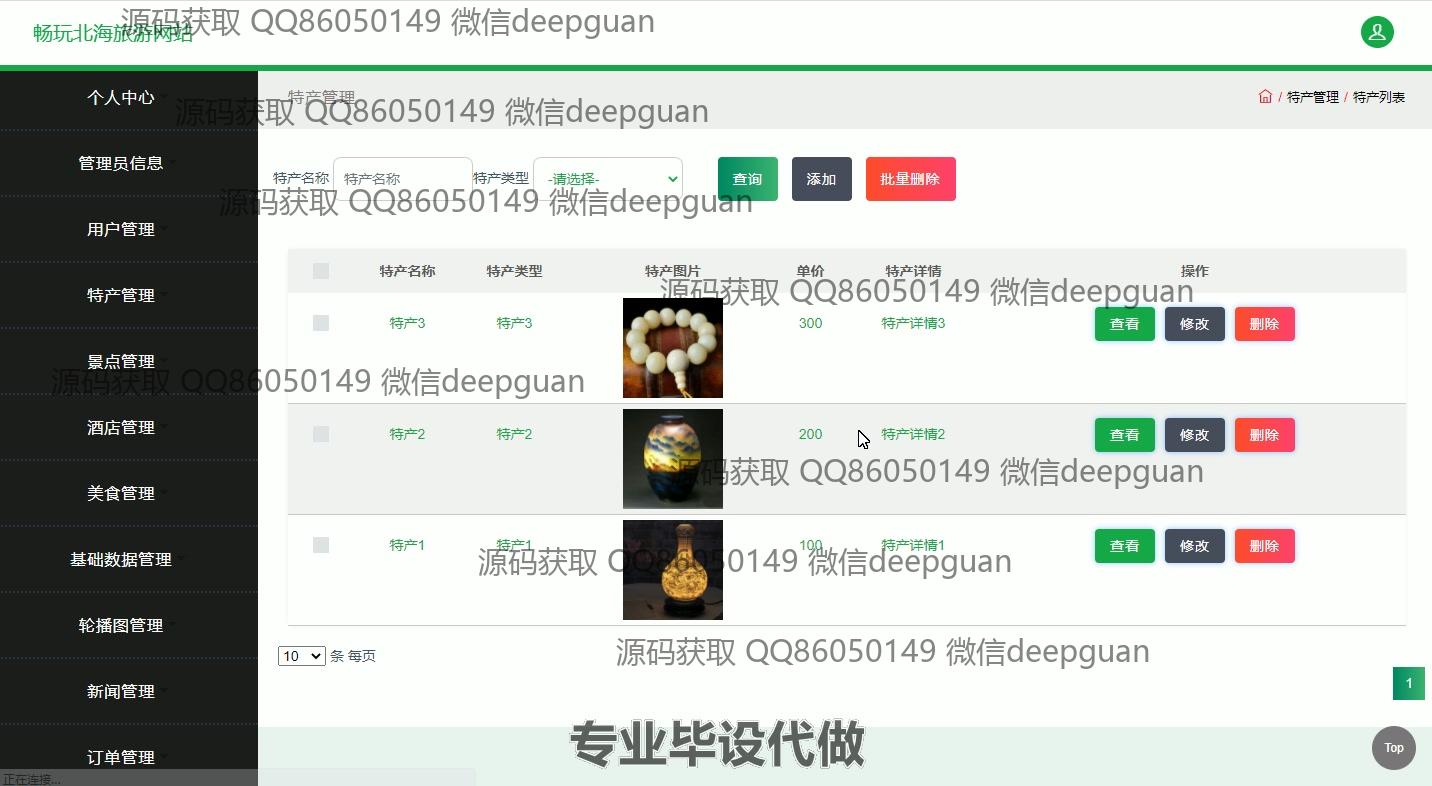 源码获取 QQ86050149 微信deepguan
畅玩北海旅游网站
个人中心
特产管理
/ 特产管理 / 特产列表
源码获取 QQ86050149 微信deepguan
管理员信息
特产名称 特产名称 特产类型 -请选择- 查询 添加 批量删除
源码获取 QQ86050149 微信deepguan
用户管理
特产名称 特产类型 特产图片 单价 特产详情 操作
源码获取 QQ86050149 微信deepguan
特产管理
特产3 特产3 300 特产详情3 查看 修改 删除
景点管理
源码获取 QQ86050149 微信deepguan
酒店管理
特产2 特产2 200 特产详情2 查看 修改 删除
源码获取 QQ86050149 微信deepguan
美食管理
特产1 特产1 100 特产详情1 查看 修改 删除
基础数据管理
源码获取 QQ86050149 微信deepguan
轮播图管理
10 条 每页
源码获取 QQ86050149 微信deepguan
1
新闻管理
专业毕设代做
Top
订单管理
正在连接...